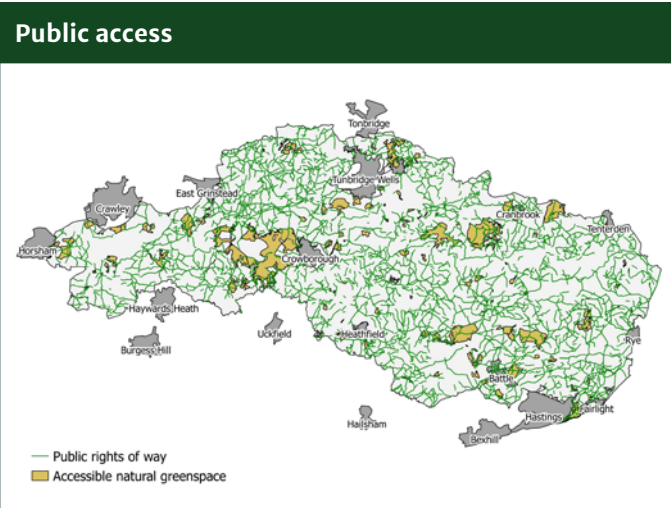 Public access
Tonbridge
Tunbridge Wells
East Grinstead
Crawley
Cranbrook
Tenterden
Horsham
Crowborough
Haywards Heath
Uckfield
Heathfield
Rye
Burgess Hill
Battle
Hailsham
Hastings
Fairlight
Bexhill
Public rights of way
Accessible natural greenspace